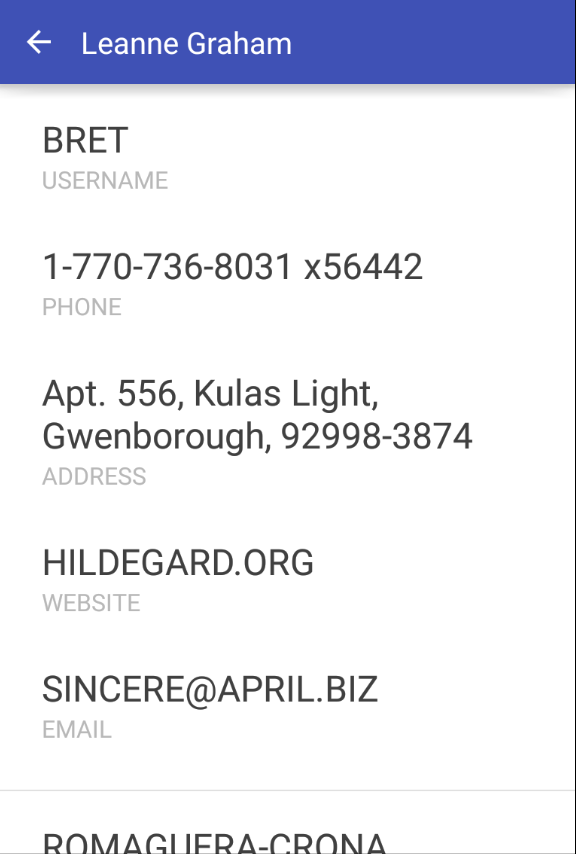 Leanne Graham
BRET
USERNAME
1-770-736-8031 x56442
PHONE
Apt. 556, Kulas Light,
Gwenborough, 92998-3874
ADDRESS
HILDEGARD.ORG
WEBSITE
SINCERE@APRIL.BIZ
EMAIL
ROMAGUERA-CRONA